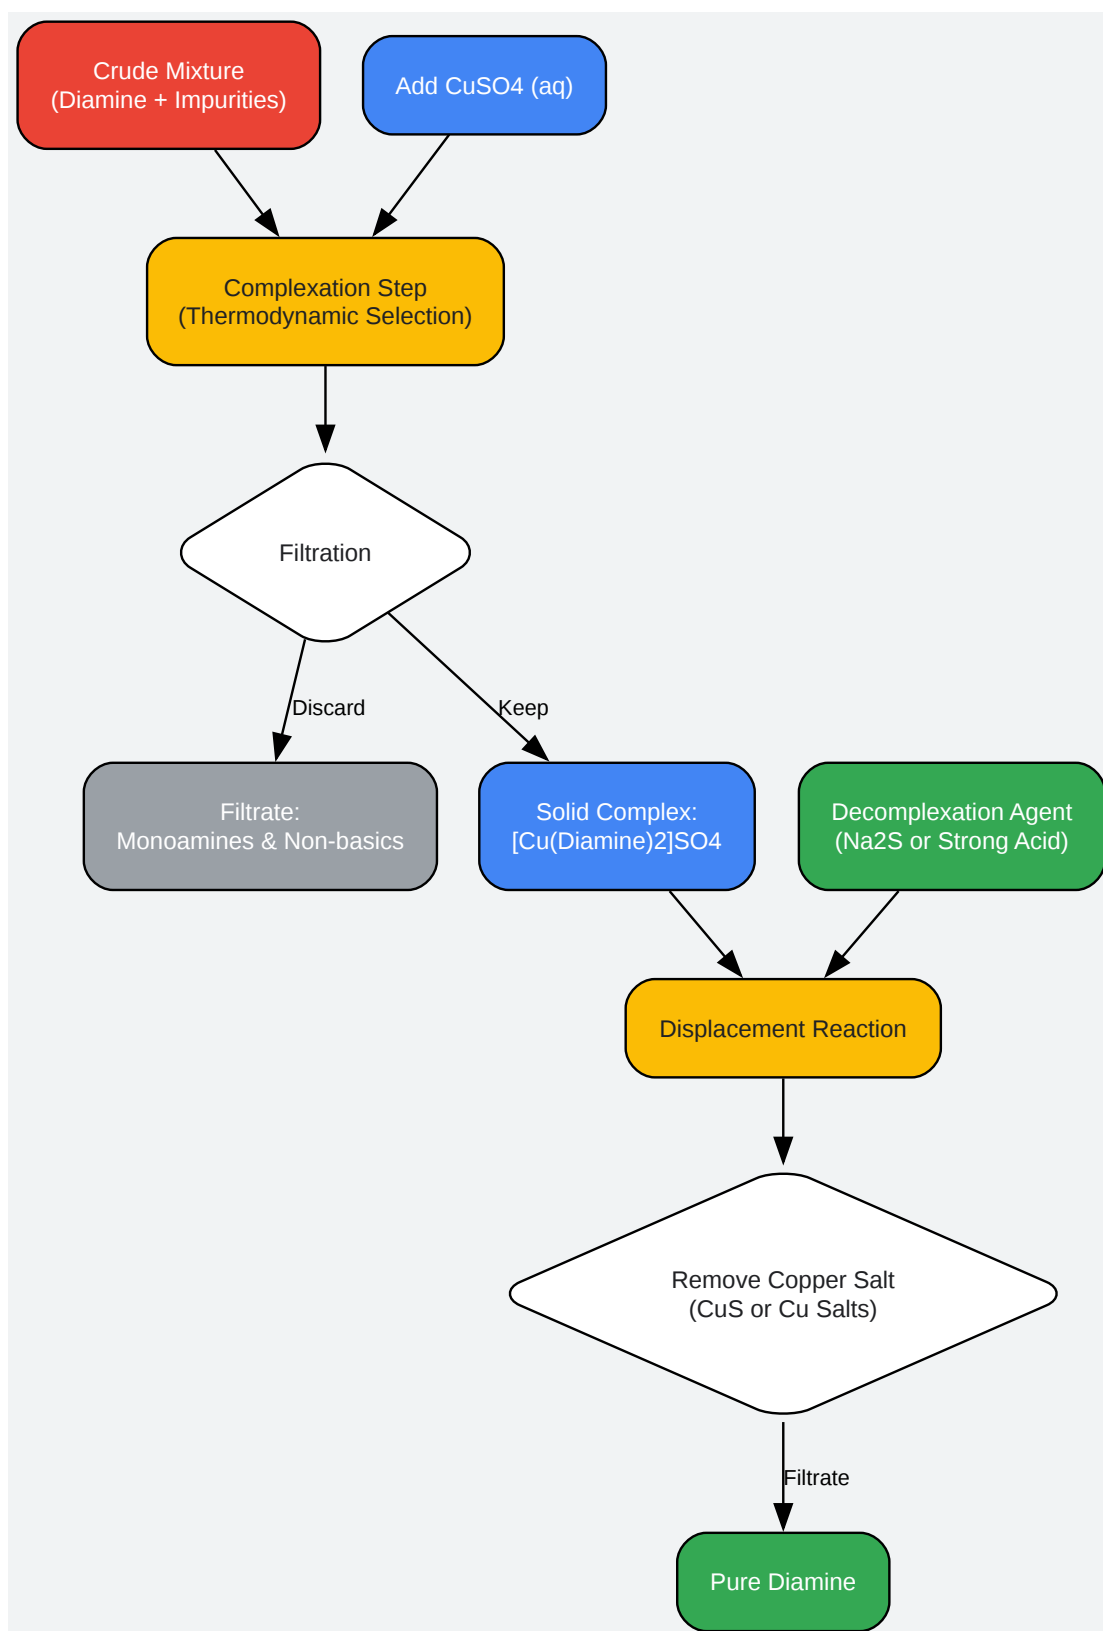 Crude Mixture
(Diamine + Impurities)
Add CuSO4 (aq)
Complexation Step
(Thermodynamic Selection)
Filtration
Discard
Keep
Filtrate:
Monoamines & Non-basics
Solid Complex:
[Cu(Diamine)2]SO4
Decomplexation Agent
(Na2S or Strong Acid)
Displacement Reaction
Remove Copper Salt
(CuS or Cu Salts)
Filtrate
Pure Diamine